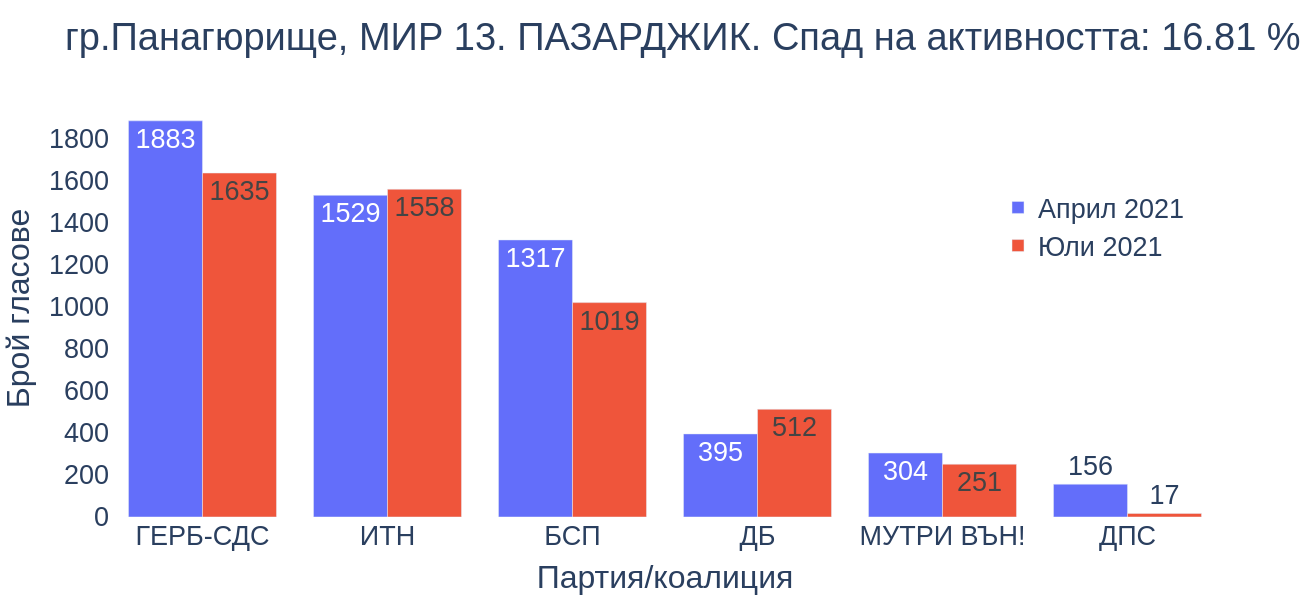 гр.Панагюрище, МИР 13. ПАЗАРДЖИК. Спад на активността: 16.81 %
Брой гласове
1800
1600
1400
1200
1000
800
600
400
200
0
1883
1635
1529
1558
1317
1019
395
512
304
251
156
17
Април 2021
Юли 2021
ГЕРБ-СДС
ИТН
БСП
ДБ
МУТРИ ВЪН!
ДПС
Партия/коалиция